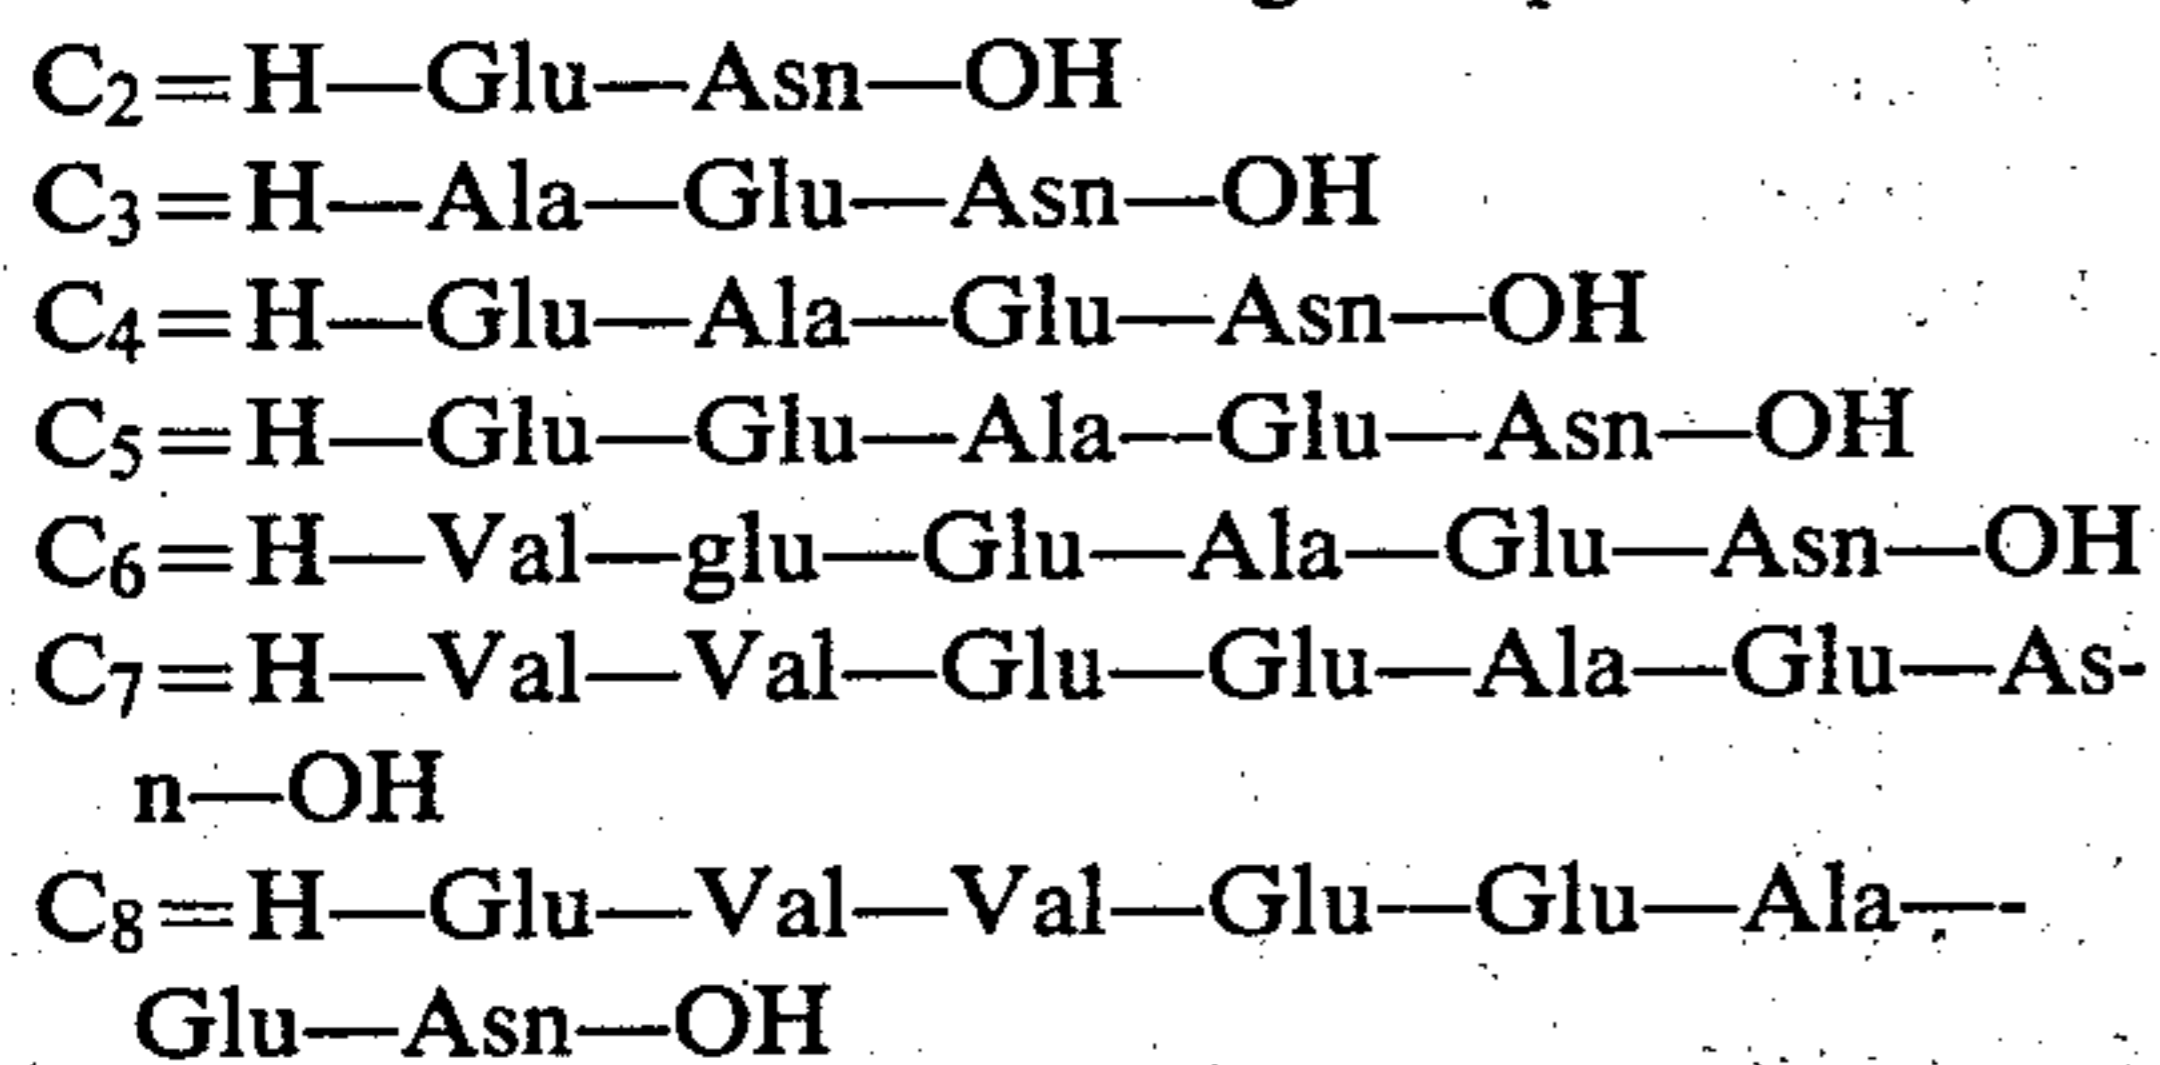 C₂=H—Glu—Asn—OH
C₃=H—Ala—Glu—Asn—OH
C₄=H—Glu—Ala—Glu—Asn—OH
C₅=H—Glu—Glu—Ala—Glu—Asn—OH
C₆=H—Val—glu—Glu—Ala—Glu—Asn—OH
C₇=H—Val—Val—Glu—Glu—Ala—Glu—As-
n—OH
C₈=H—Glu—Val—Val—Glu—Glu—Ala—-
Glu—Asn—OH